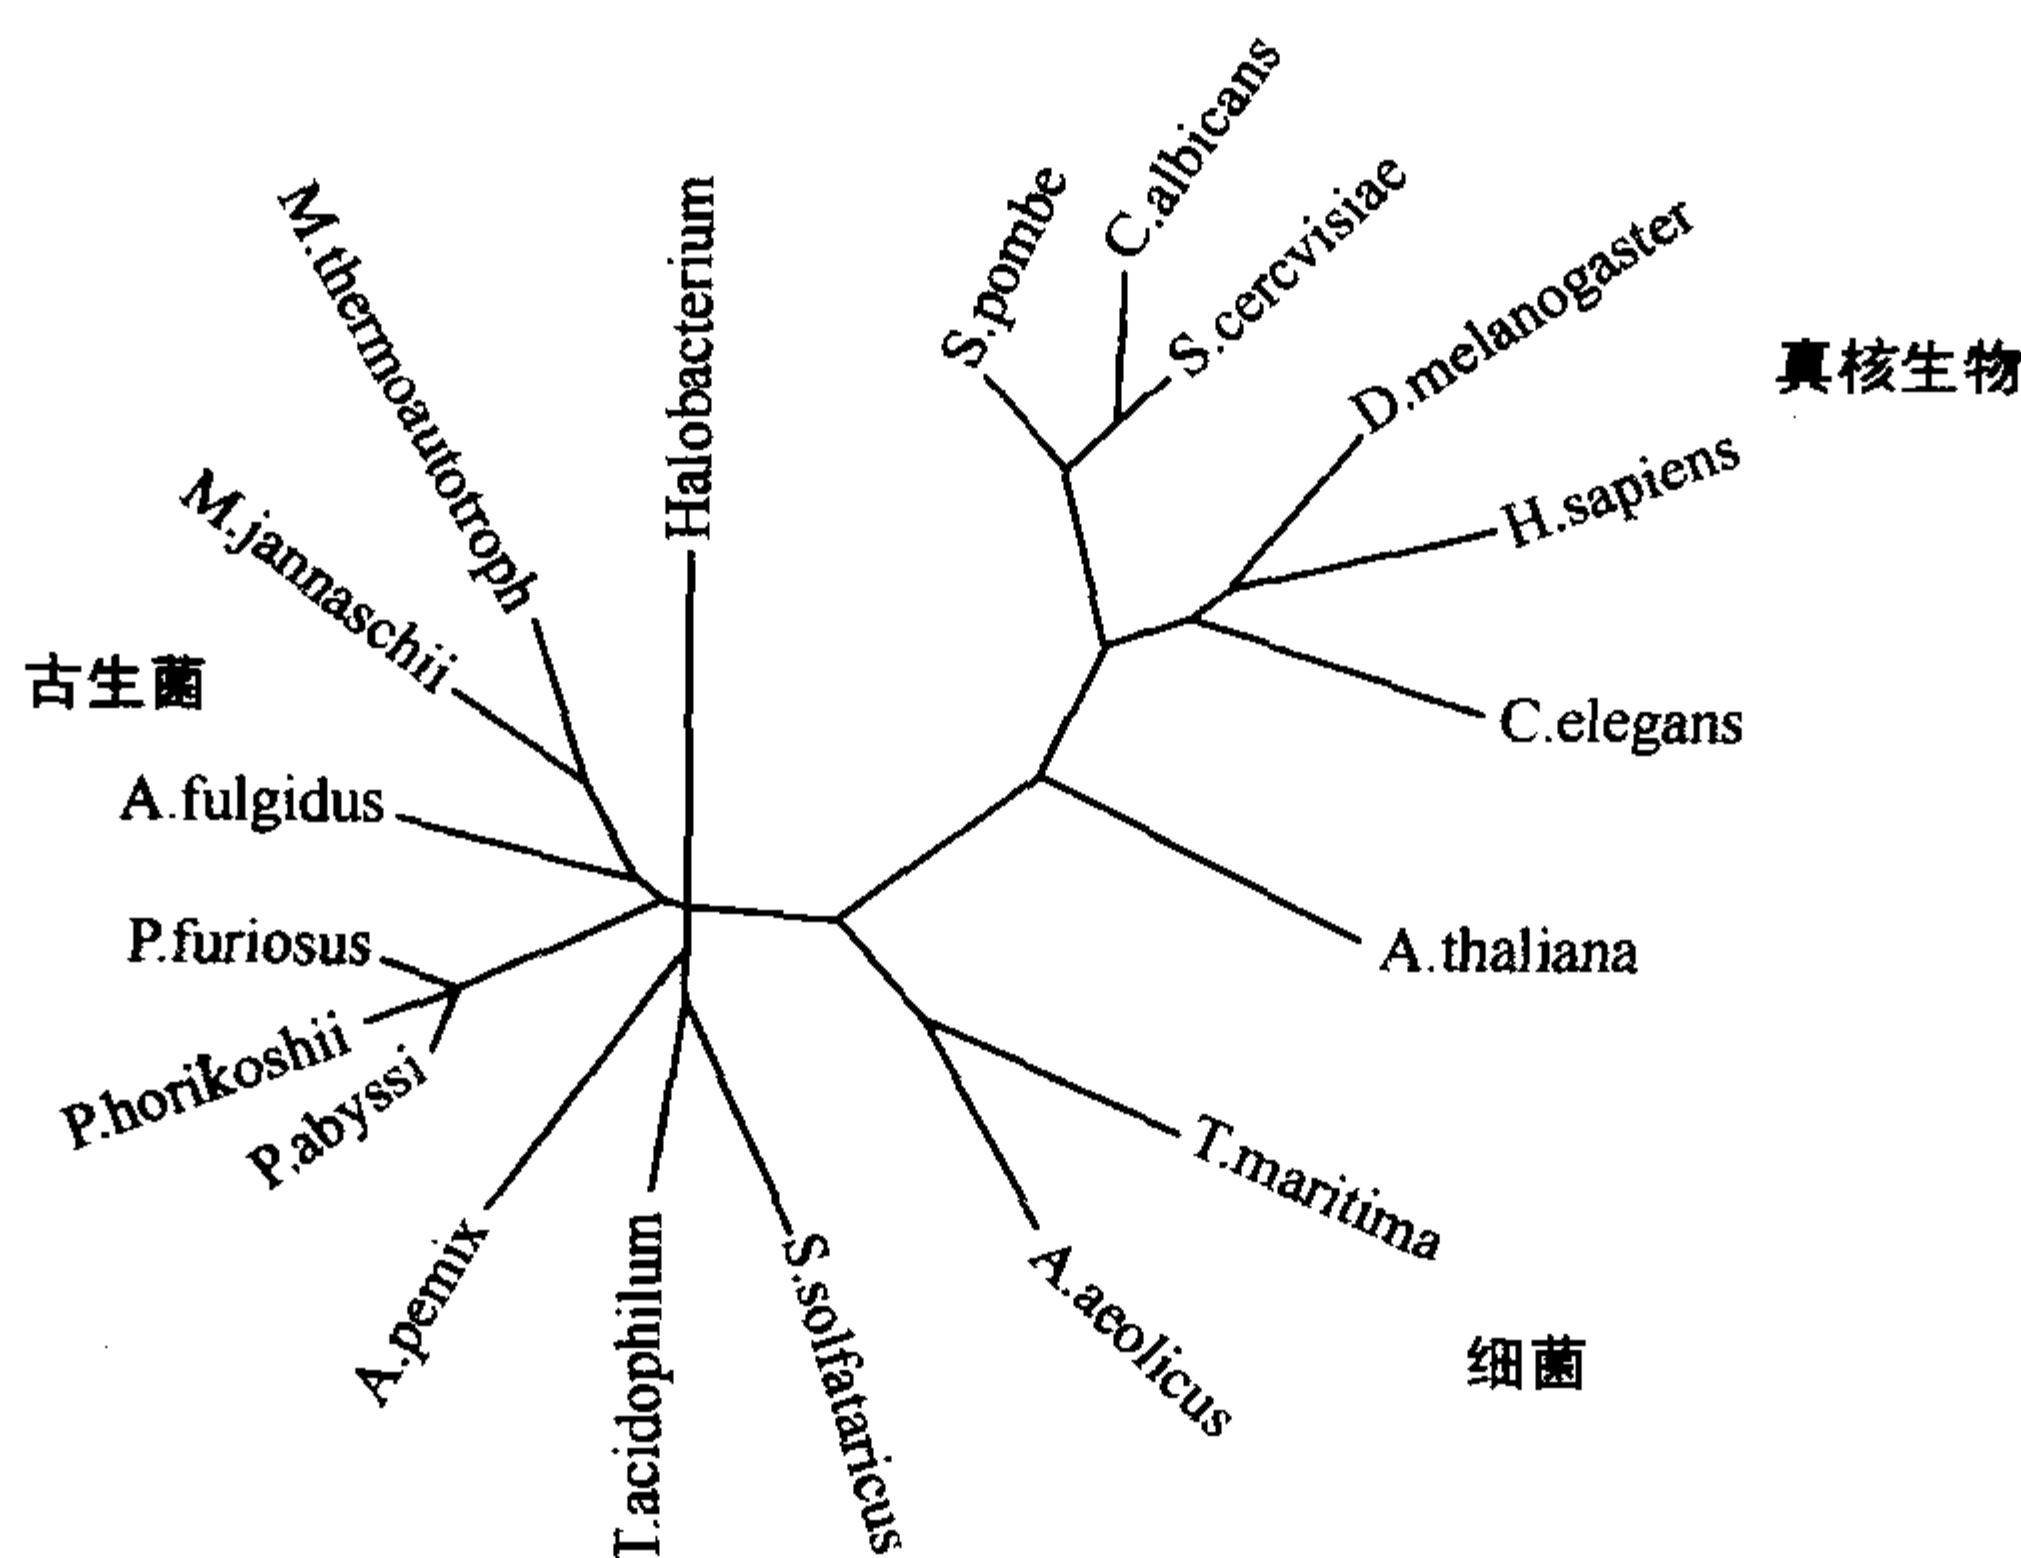 C.albicans
S.pombe
S.cercvisiae
M.thermoautotroph
Halobacterium
D.melanogaster
真核生物
H.sapiens
M.jannaschii
古生菌
C.elegans
A.fulgidus
P.furiosus
A.thaliana
P.horikoshii
P.abyssi
T.maritima
A.pemix
T.acidophilum
S.solfataricus
A.aeolicus
细菌